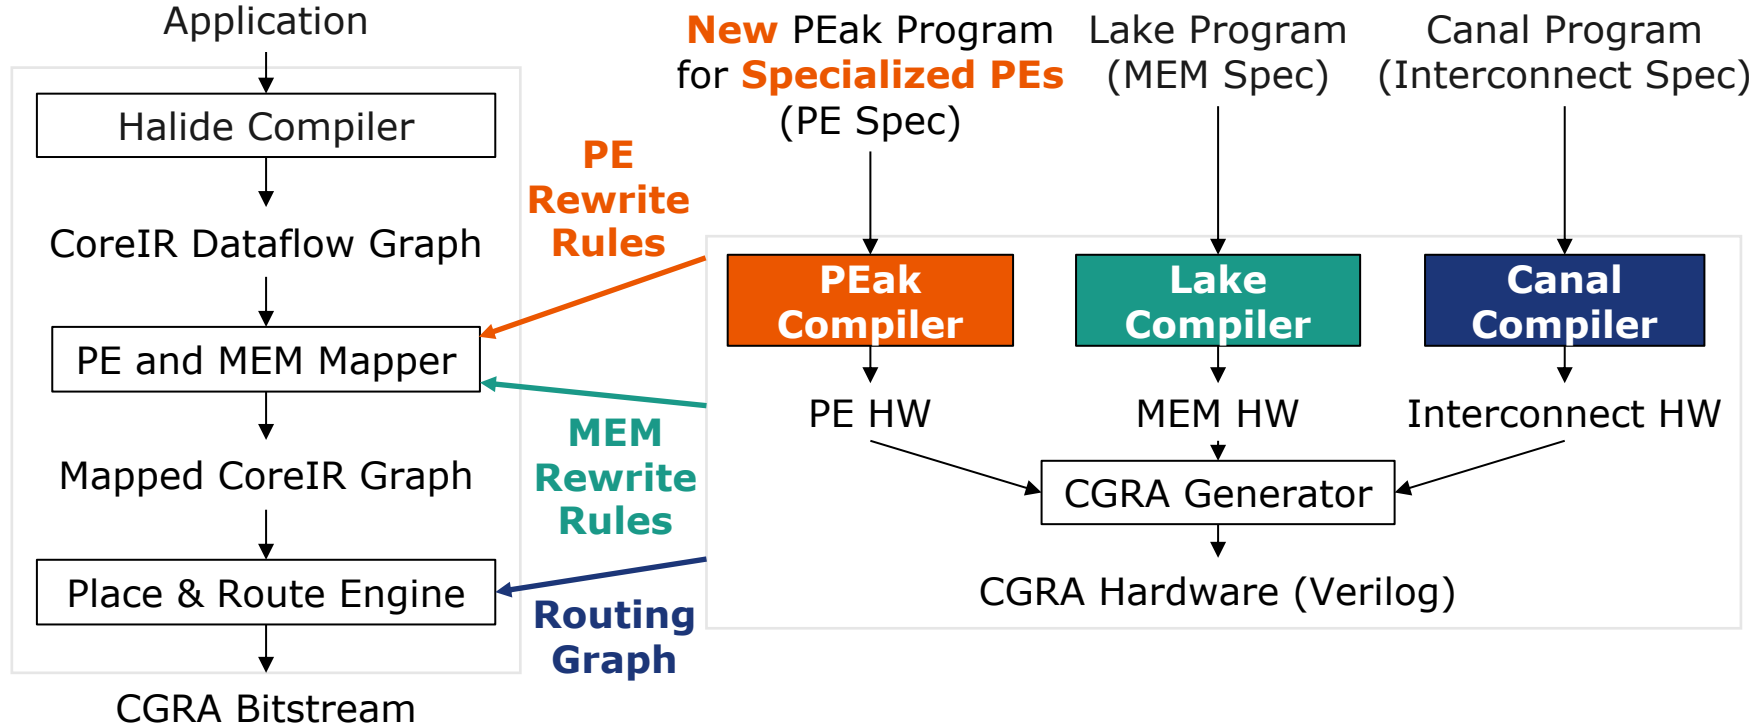 Application
Halide Compiler
CoreIR Dataflow Graph
PE and MEM Mapper
Mapped CoreIR Graph
Place & Route Engine
CGRA Bitstream
PE
Rewrite
Rules
MEM
Rewrite
Rules
Routing
Graph
New PEak Program
for Specialized PEs
(PE Spec)
Lake Program
(MEM Spec)
Canal Program
(Interconnect Spec)
PEak
Compiler
Lake
Compiler
Canal
Compiler
PE HW
MEM HW
Interconnect HW
CGRA Generator
CGRA Hardware (Verilog)